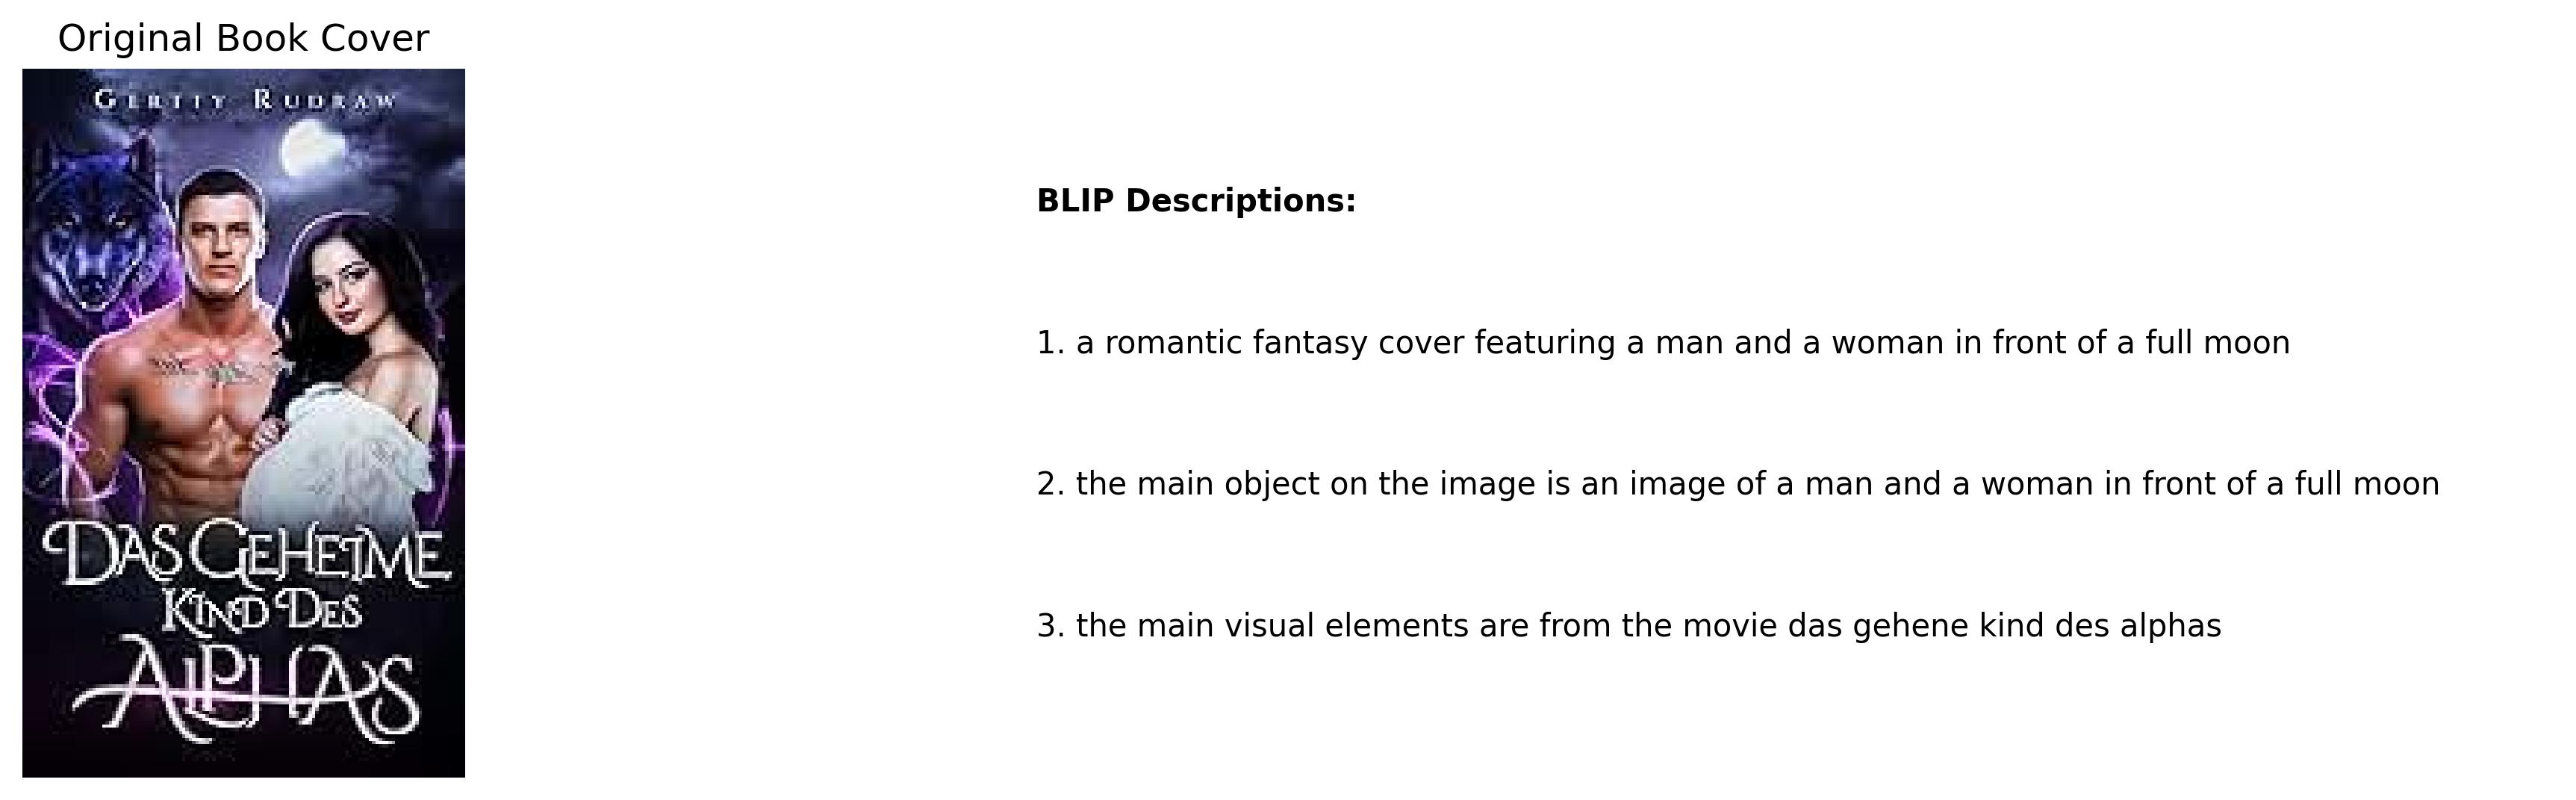 Original Book Cover
GERTTY RUDRAW
DAS GEHEIME
KIND DES
ALPHAS
BLIP Descriptions:
1. a romantic fantasy cover featuring a man and a woman in front of a full moon
2. the main object on the image is an image of a man and a woman in front of a full moon
3. the main visual elements are from the movie das gehene kind des alphas